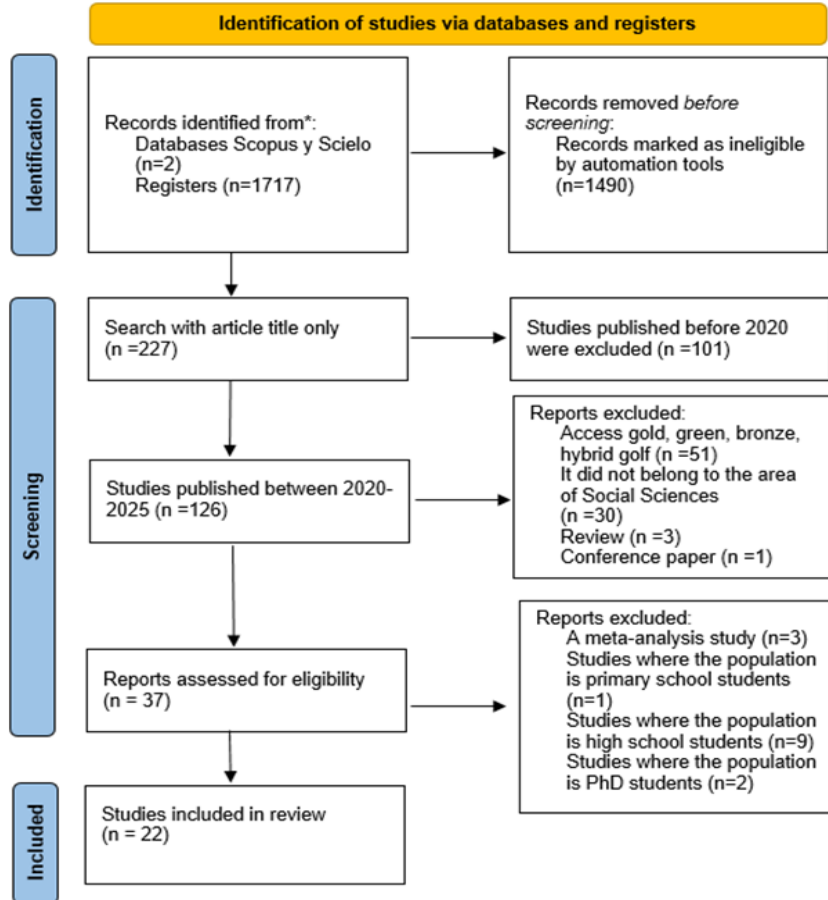 Identification of studies via databases and registers
Identification
Records identified from*:
Databases Scopus y Scielo
(n=2)
Registers (n=1717)
Records removed before
screening:
Records marked as ineligible
by automation tools
(n=1490)
Screening
Search with article title only
(n =227)
Studies published before 2020
were excluded (n =101)
Studies published between 2020-
2025 (n =126)
Reports excluded:
Access gold, green, bronze,
hybrid golf (n =51)
It did not belong to the area
of Social Sciences
(n =30)
Review (n =3)
Conference paper (n =1)
Reports assessed for eligibility
(n = 37)
Reports excluded:
A meta-analysis study (n=3)
Studies where the population
is primary school students
(n=1)
Studies where the population
is high school students (n=9)
Studies where the population
is PhD students (n=2)
Included
Studies included in review
(n = 22)